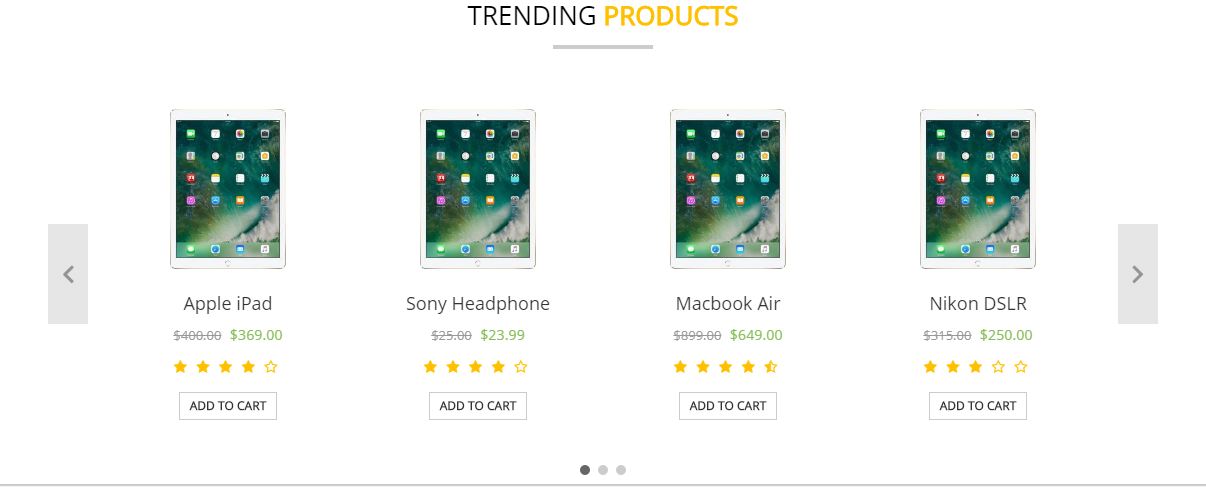 TRENDING PRODUCTS
Apple iPad
$400.00 $369.00
ADD TO CART
Sony Headphone
$25.00 $23.99
ADD TO CART
Macbook Air
$899.00 $649.00
ADD TO CART
Nikon DSLR
$315.00 $250.00
ADD TO CART